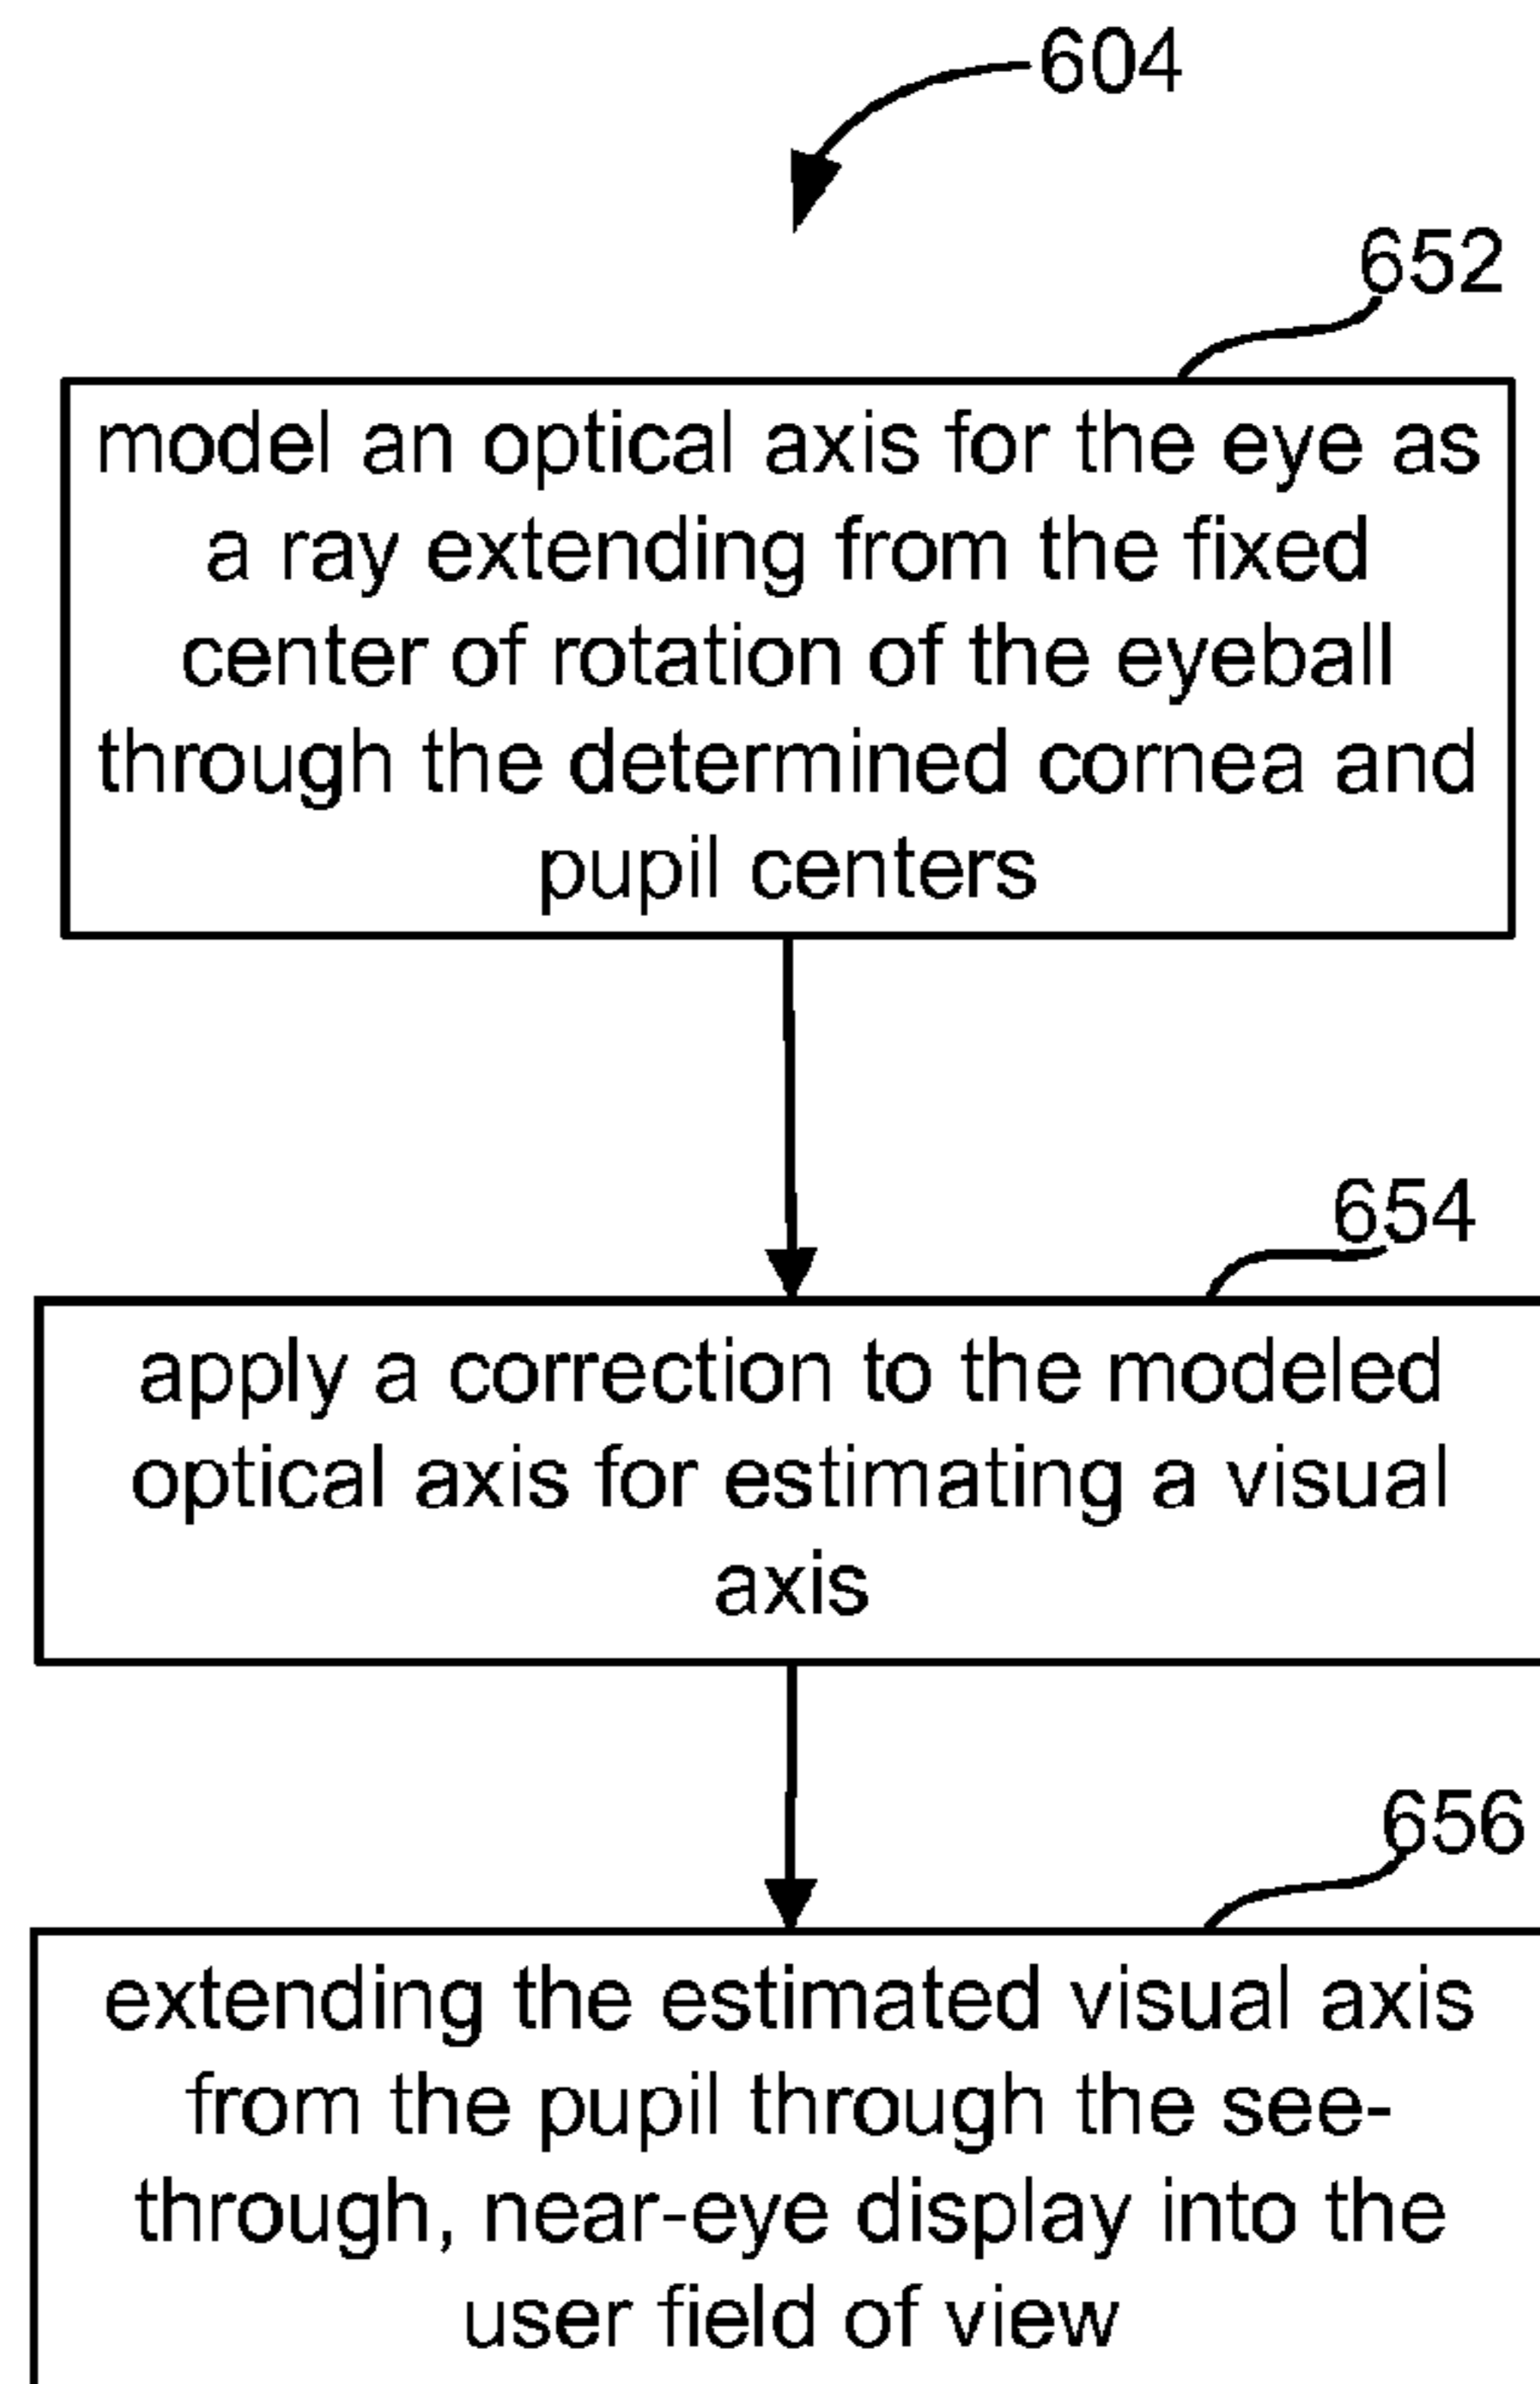 604
652
model an optical axis for the eye as
a ray extending from the fixed
center of rotation of the eyeball
through the determined cornea and
pupil centers
654
apply a correction to the modeled
optical axis for estimating a visual
axis
656
extending the estimated visual axis
from the pupil through the see-
through, near-eye display into the
user field of view